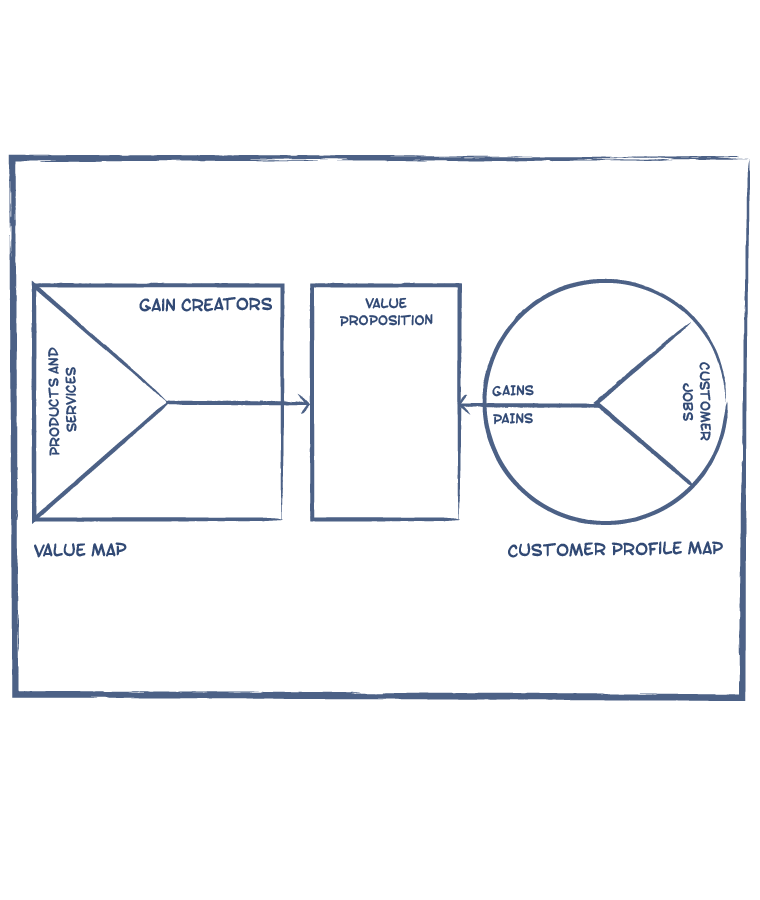 GAIN CREATORS
PRODUCTS AND
SERVICES
VALUE MAP
VALUE
PROPOSITION
GAINS
PAINS
CUSTOMER
JOBS
CUSTOMER PROFILE MAP